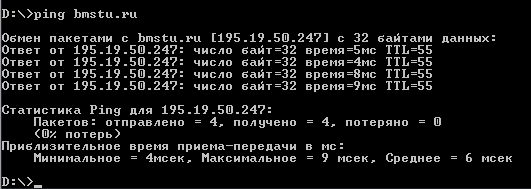 D:\>ping bmstu.ru
Обмен пакетами с bmstu.ru [195.19.50.247] с 32 байтами данных:
Ответ от 195.19.50.247: число байт=32 время=5мс TTL=55
Ответ от 195.19.50.247: число байт=32 время=4мс TTL=55
Ответ от 195.19.50.247: число байт=32 время=8мс TTL=55
Ответ от 195.19.50.247: число байт=32 время=9мс TTL=55
Статистика Ping для 195.19.50.247:
Пакетов: отправлено = 4, получено = 4, потеряно = 0
(0% потерь)
Приблизительное время приема-передачи в мс:
Минимальное = 4мсек, Максимальное = 9 мсек, Среднее = 6 мсек
D:\>_